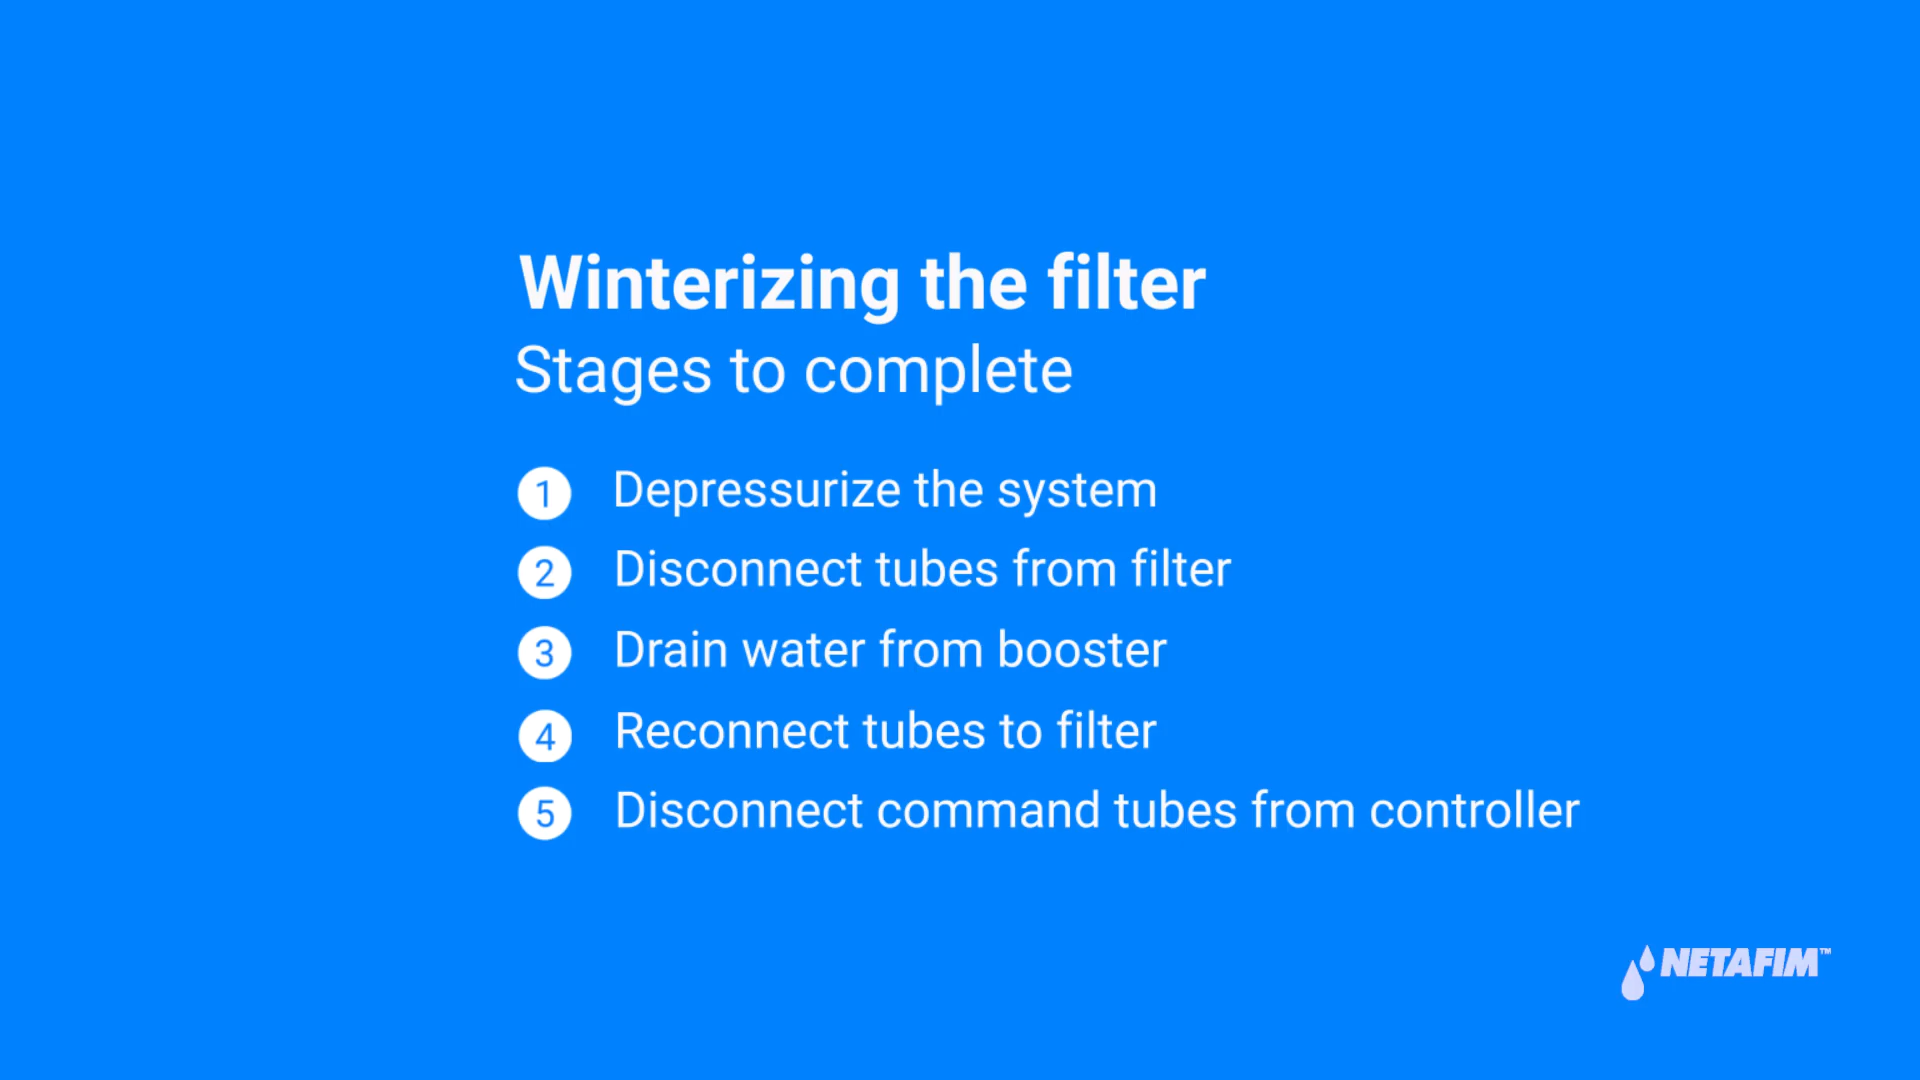 Winterizing the filter
Stages to complete
1 Depressurize the system
2 Disconnect tubes from filter
3 Drain water from booster
4 Reconnect tubes to filter
5 Disconnect command tubes from controller
NETAFIM™